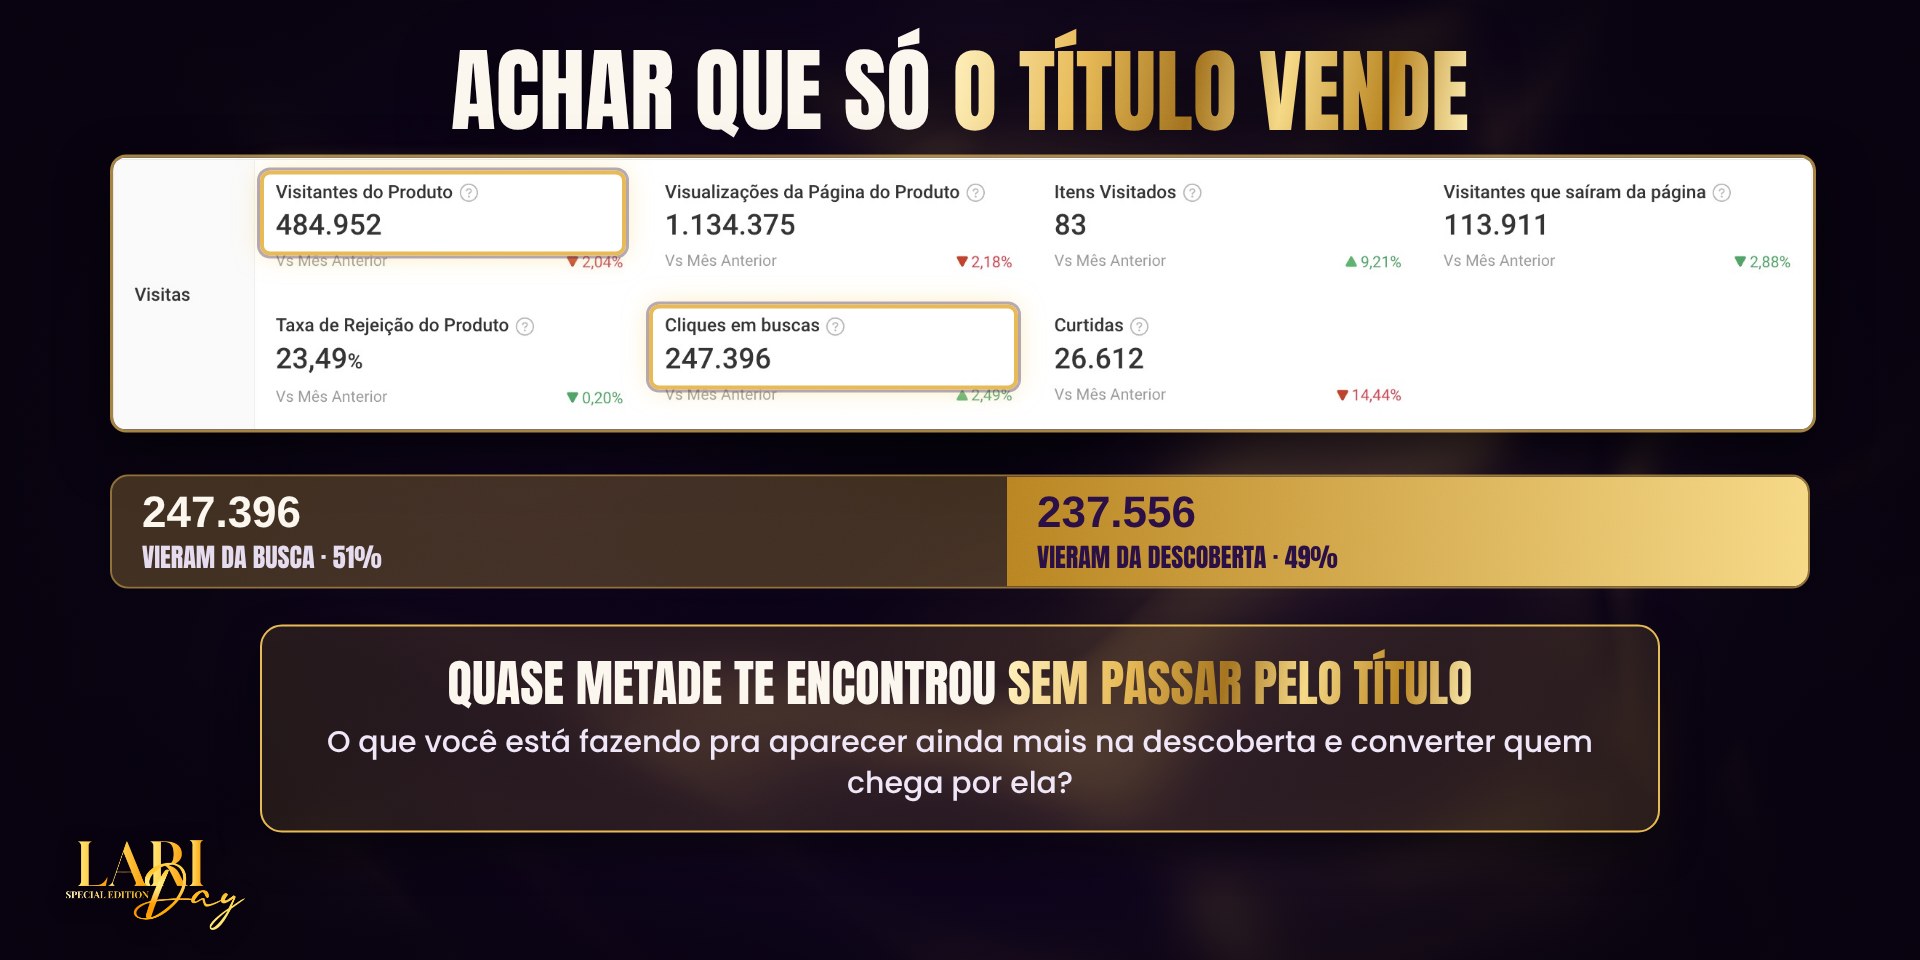 ACHAR QUE SÓ O TÍTULO VENDE
Visitas
Visitantes do Produto ?
484.952
Vs Mês Anterior ▼ 2,04%
Visualizações da Página do Produto ?
1.134.375
Vs Mês Anterior ▼ 2,18%
Itens Visitados ?
83
Vs Mês Anterior ▲ 9,21%
Visitantes que saíram da página ?
113.911
Vs Mês Anterior ▼ 2,88%
Taxa de Rejeição do Produto ?
23,49%
Vs Mês Anterior ▼ 0,20%
Cliques em buscas ?
247.396
Vs Mês Anterior ▲ 2,49%
Curtidas ?
26.612
Vs Mês Anterior ▼ 14,44%
247.396
VIERAM DA BUSCA · 51%
237.556
VIERAM DA DESCOBERTA · 49%
QUASE METADE TE ENCONTROU SEM PASSAR PELO TÍTULO
O que você está fazendo pra aparecer ainda mais na descoberta e converter quem
chega por ela?
LABI
SPECIAL EDITION Day